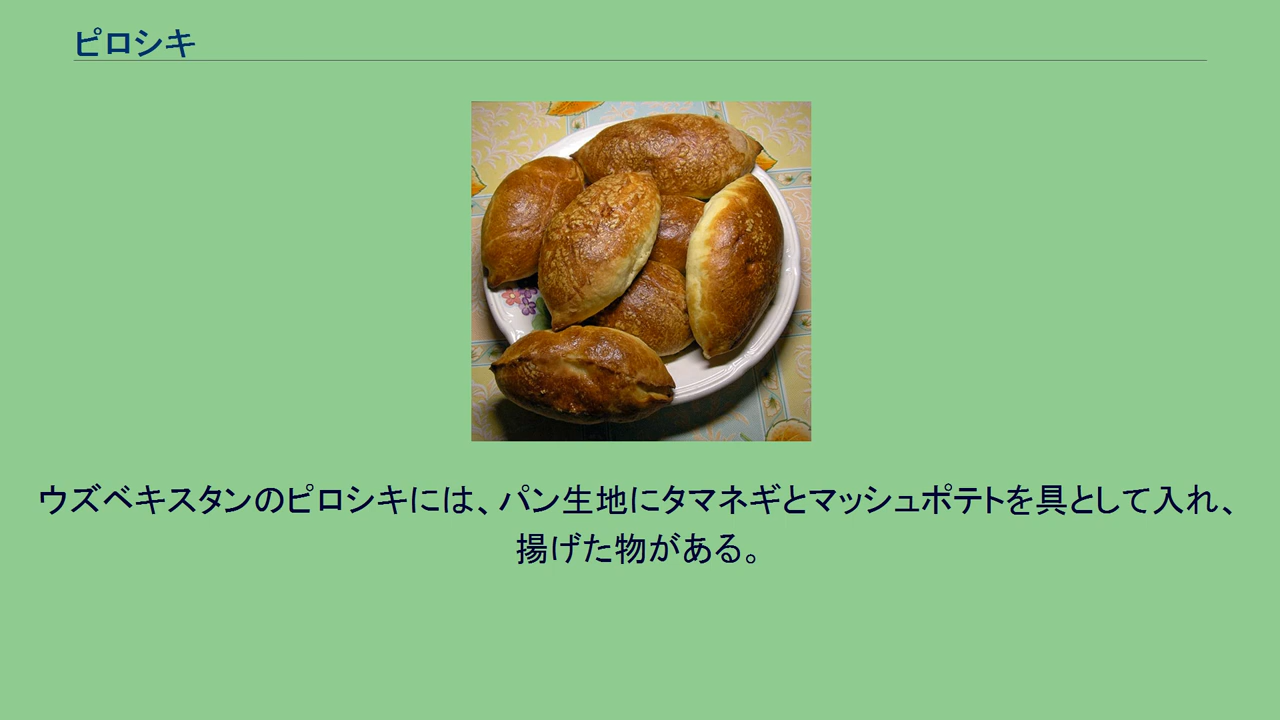 ピロシキ
ウズベキスタンのピロシキには、パン生地にタマネギとマッシュポテトを具として入れ、
揚げた物がある。